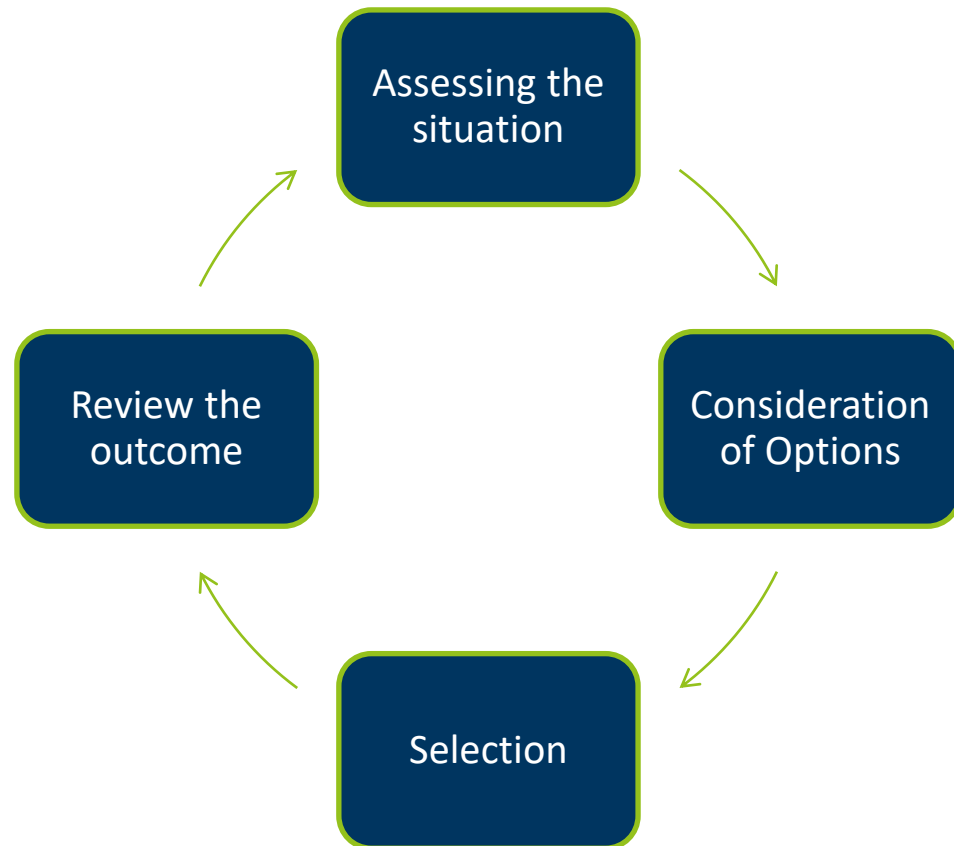 Assessing the
situation
Consideration
of Options
Selection
Review the
outcome